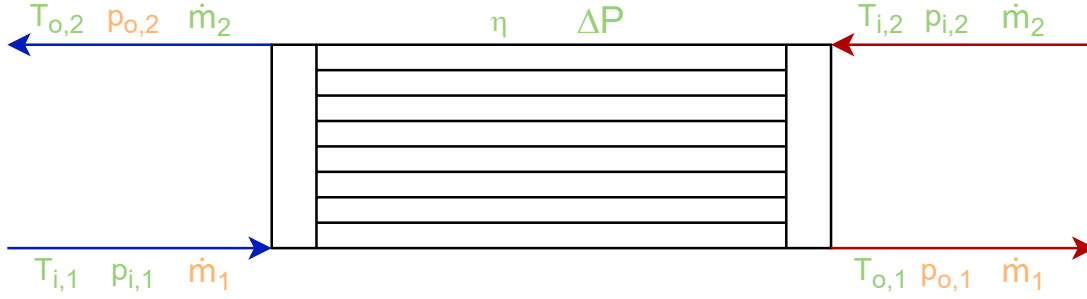 T_{o,2} p_{o,2} ṁ_2 η ΔP T_{i,2} p_{i,2} ṁ_2
T_{i,1} p_{i,1} ṁ_1 T_{o,1} p_{o,1} ṁ_1